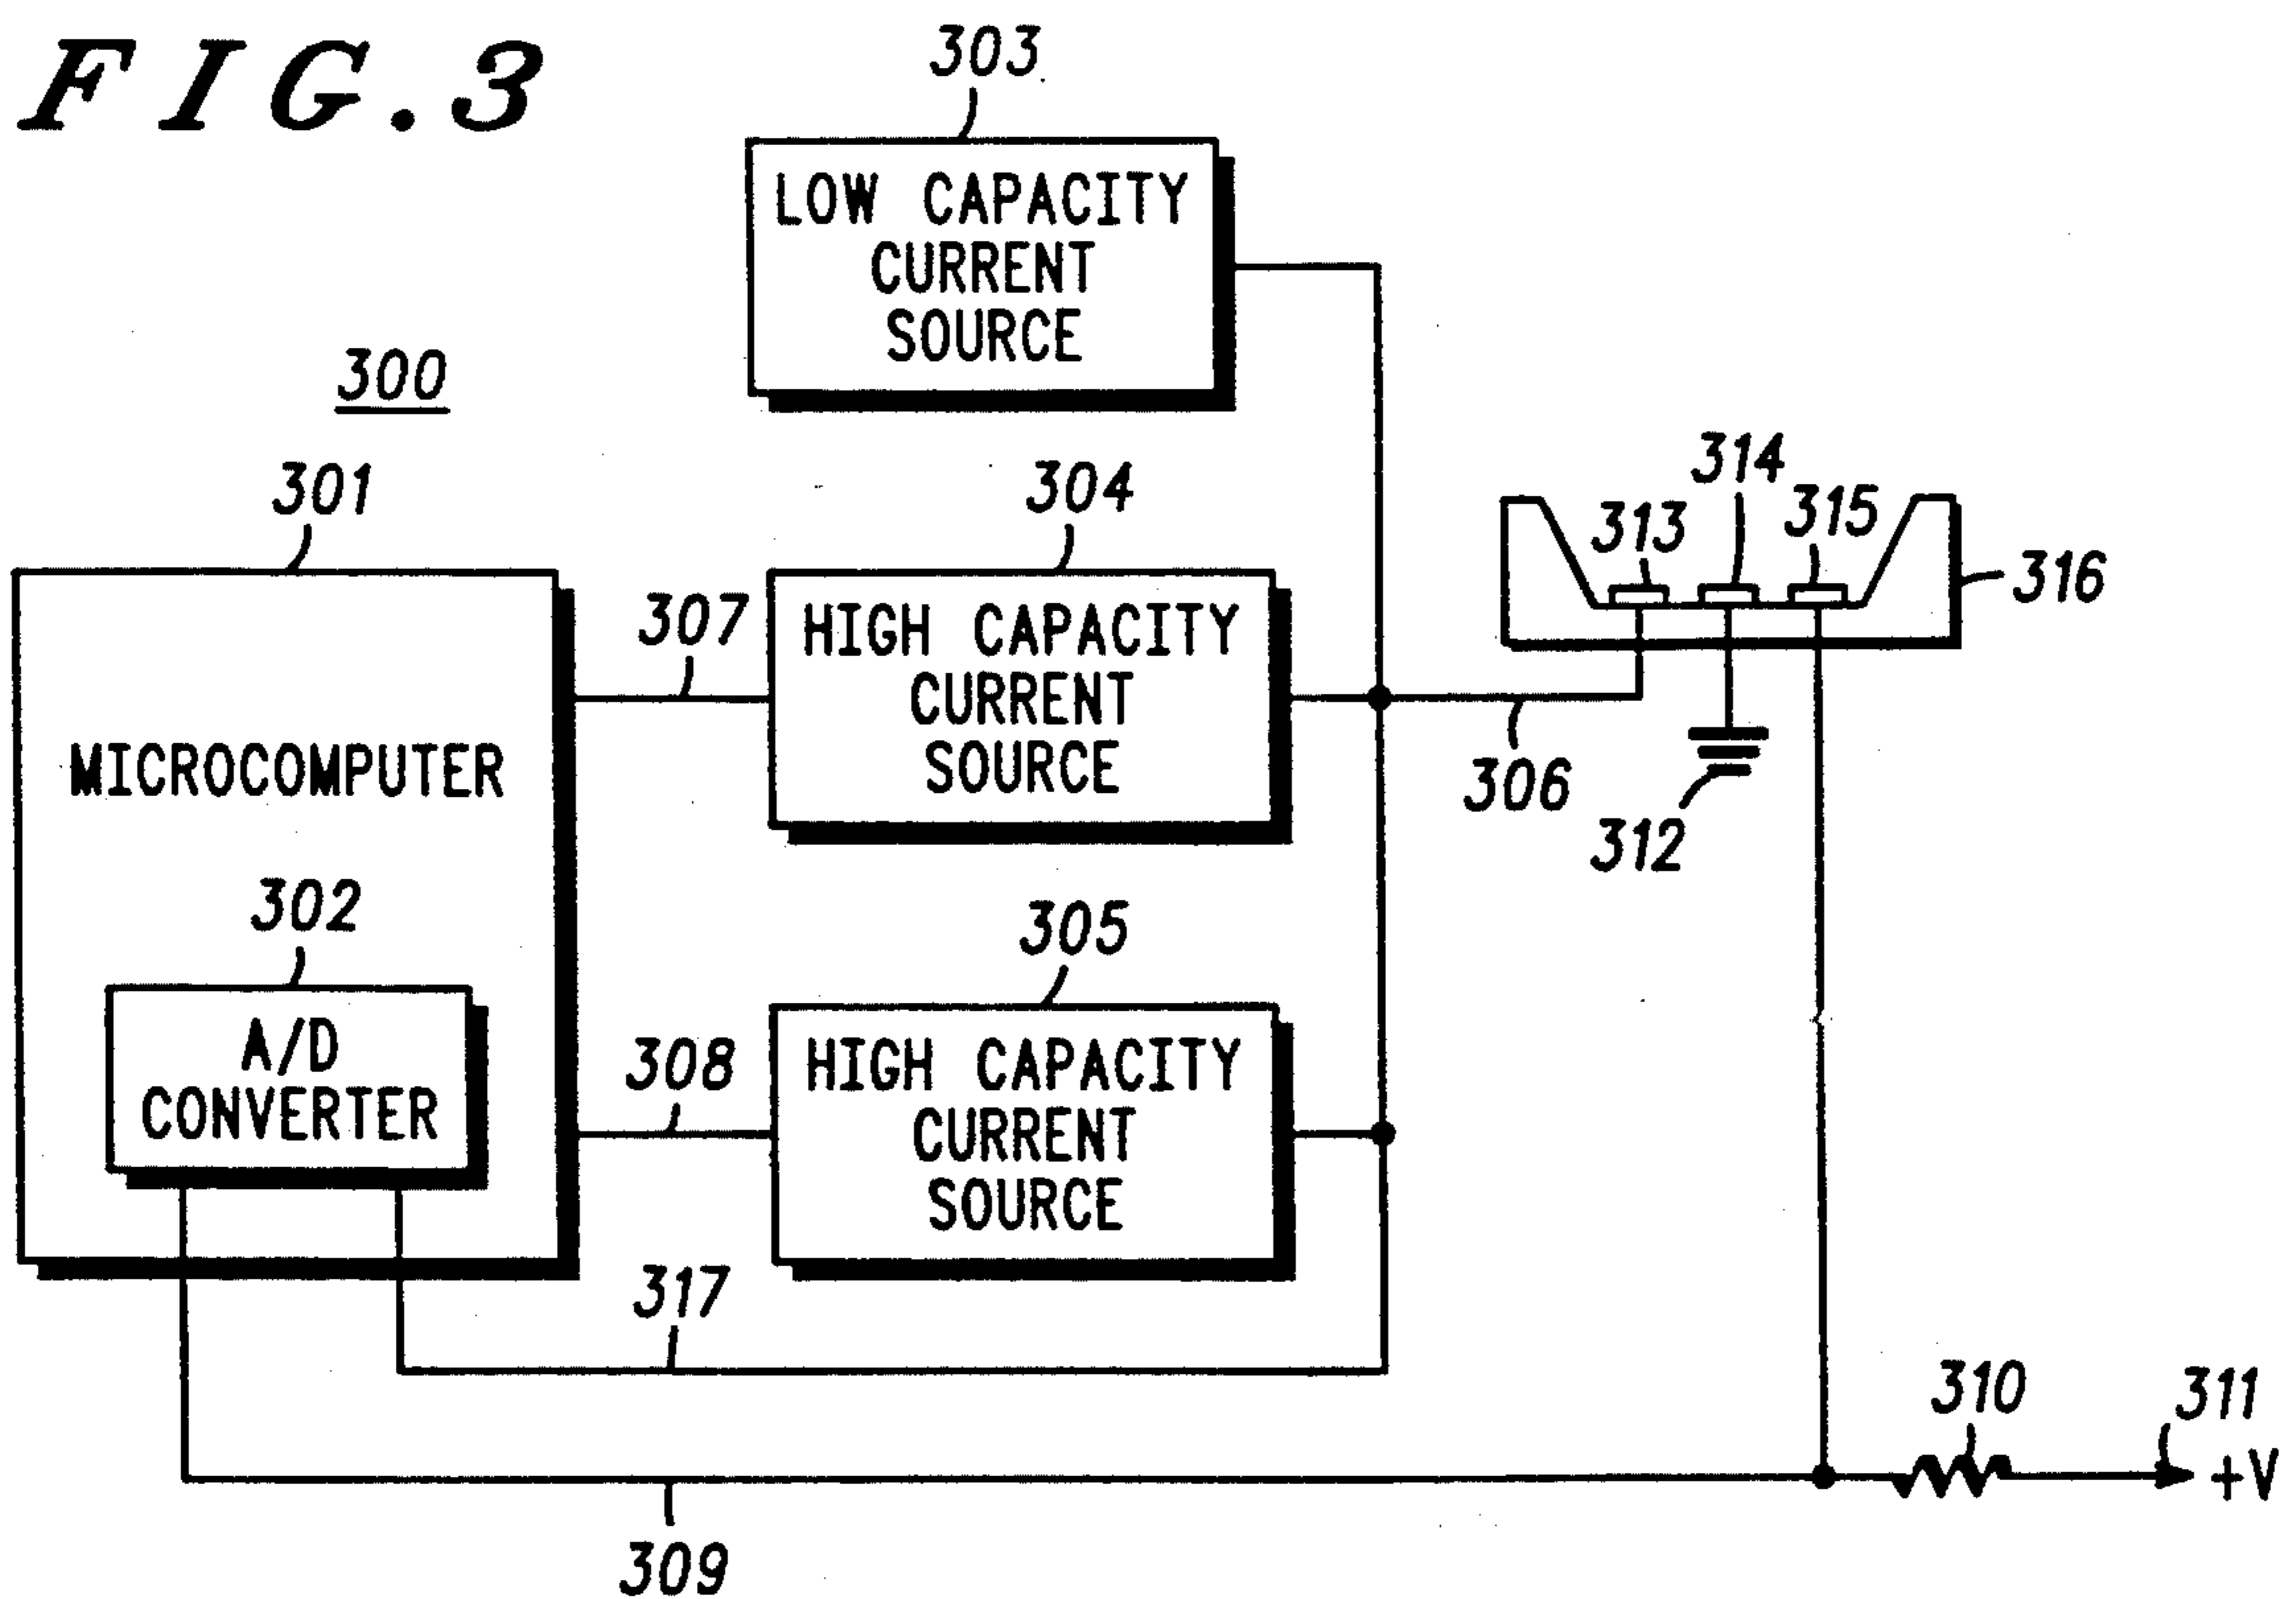 FIG.3
303
LOW CAPACITY
CURRENT
SOURCE
300
301
MICROCOMPUTER
302
A/D
CONVERTER
307
304
HIGH CAPACITY
CURRENT
SOURCE
308
305
HIGH CAPACITY
CURRENT
SOURCE
317
309
306
312
313
314
315
316
310
311
+V